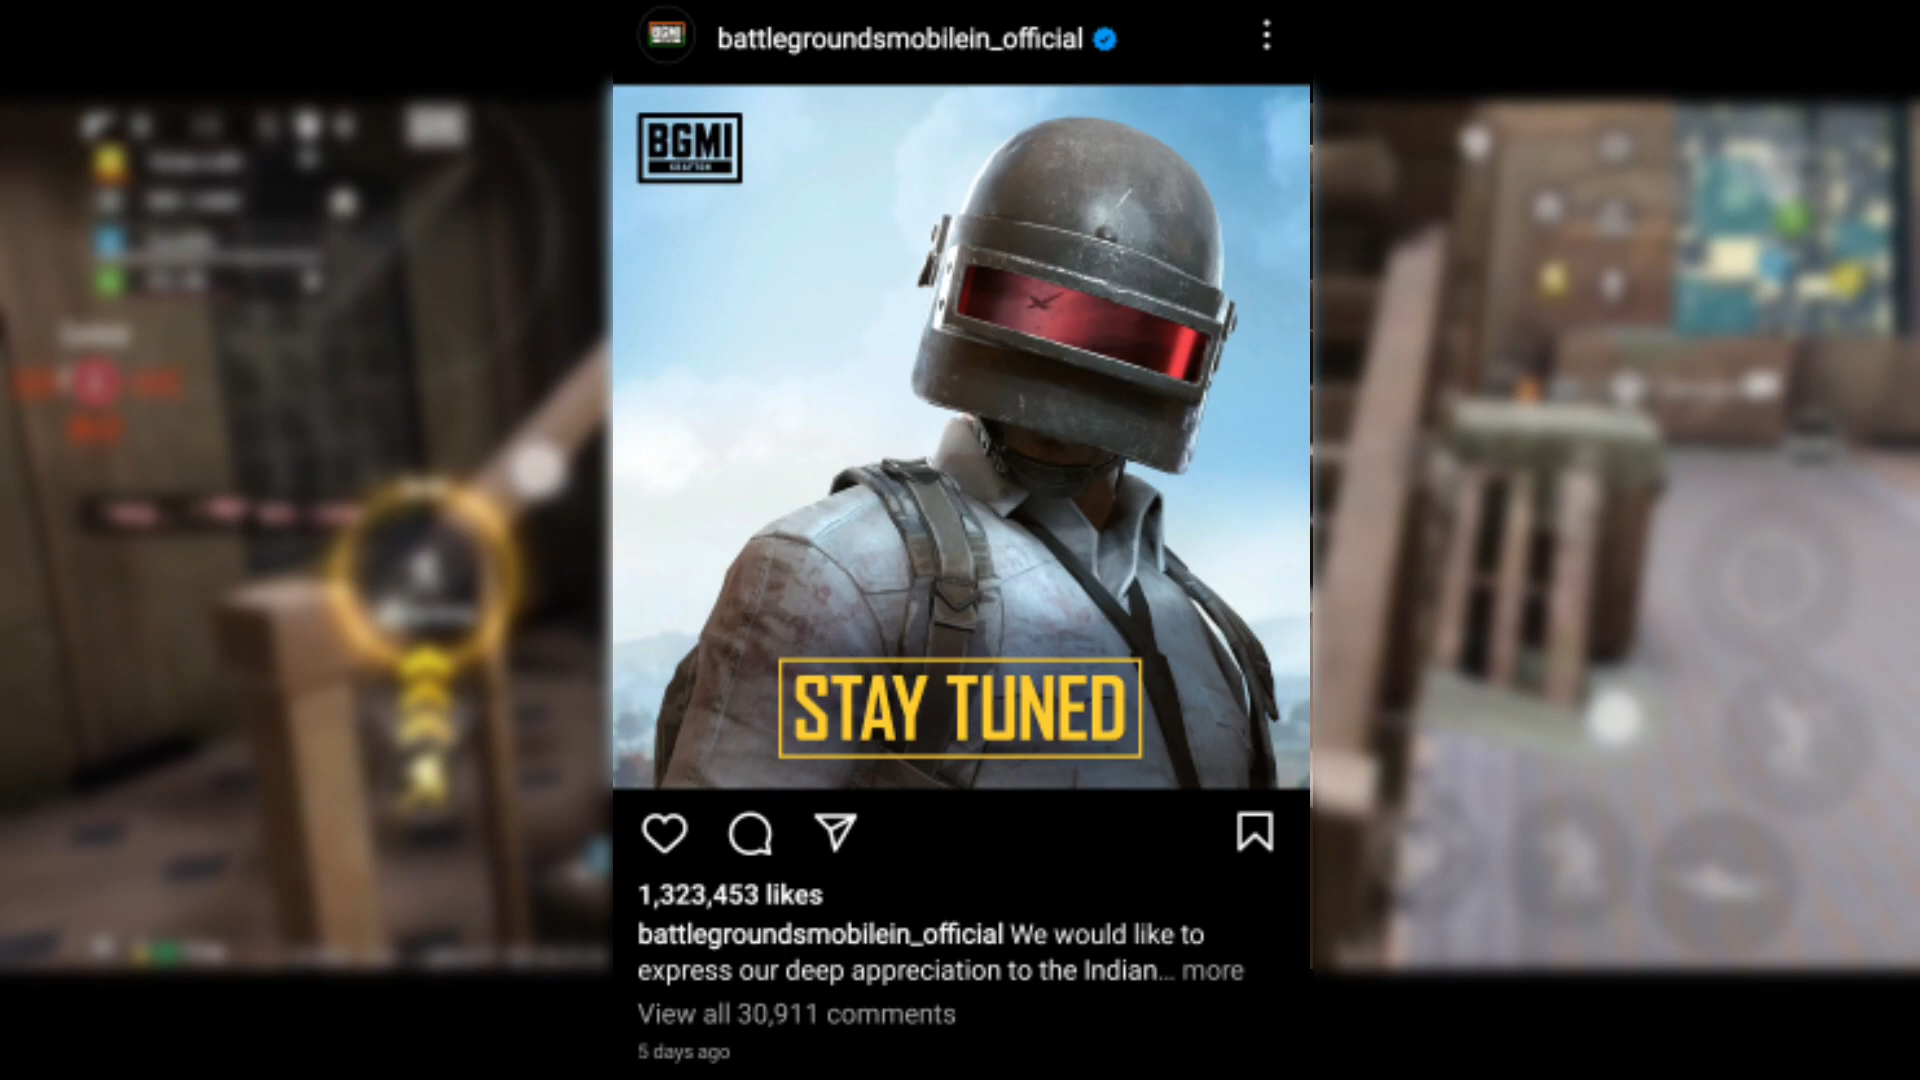 battlegroundsmobilein_official
BGMI
KRAFTON
STAY TUNED
1,323,453 likes
battlegroundsmobilein_official We would like to
express our deep appreciation to the Indian... more
View all 30,911 comments
5 days ago